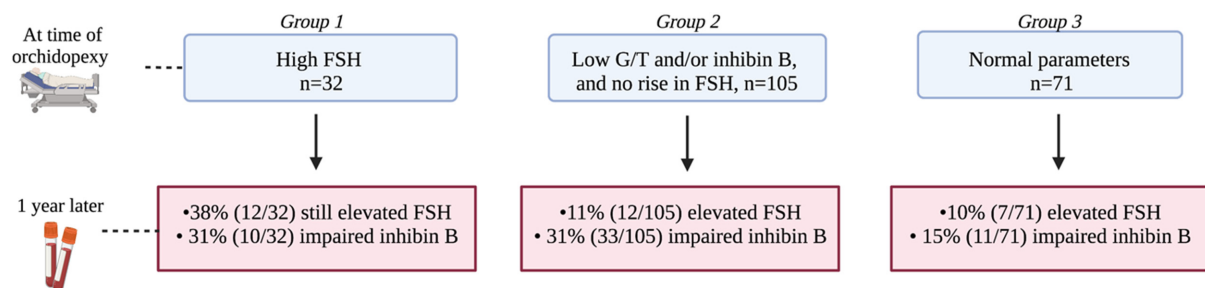 Group 1
Group 2
Group 3
At time of
orchidopexy
High FSH
n=32
Low G/T and/or inhibin B,
and no rise in FSH, n=105
Normal parameters
n=71
1 year later
•38% (12/32) still elevated FSH
• 31% (10/32) impaired inhibin B
•11% (12/105) elevated FSH
• 31% (33/105) impaired inhibin B
•10% (7/71) elevated FSH
• 15% (11/71) impaired inhibin B